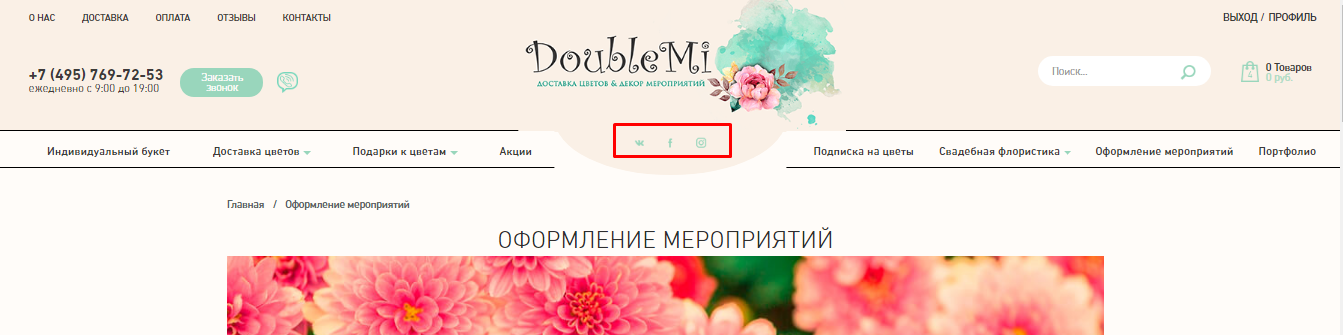 О НАС ДОСТАВКА ОПЛАТА ОТЗЫВЫ КОНТАКТЫ
ВЫХОД / ПРОФИЛЬ
DoubleMi
ДОСТАВКА ЦВЕТОВ & ДЕКОР МЕРОПРИЯТИЙ
+7 (495) 769-72-53
ежедневно с 9:00 до 19:00
Заказать
звонок
Поиск...
4
0 Товаров
0 руб.
Индивидуальный букет Доставка цветов Подарки к цветам Акции Подписка на цветы Свадебная флористика Оформление мероприятий Портфолио
Главная / Оформление мероприятий
ОФОРМЛЕНИЕ МЕРОПРИЯТИЙ